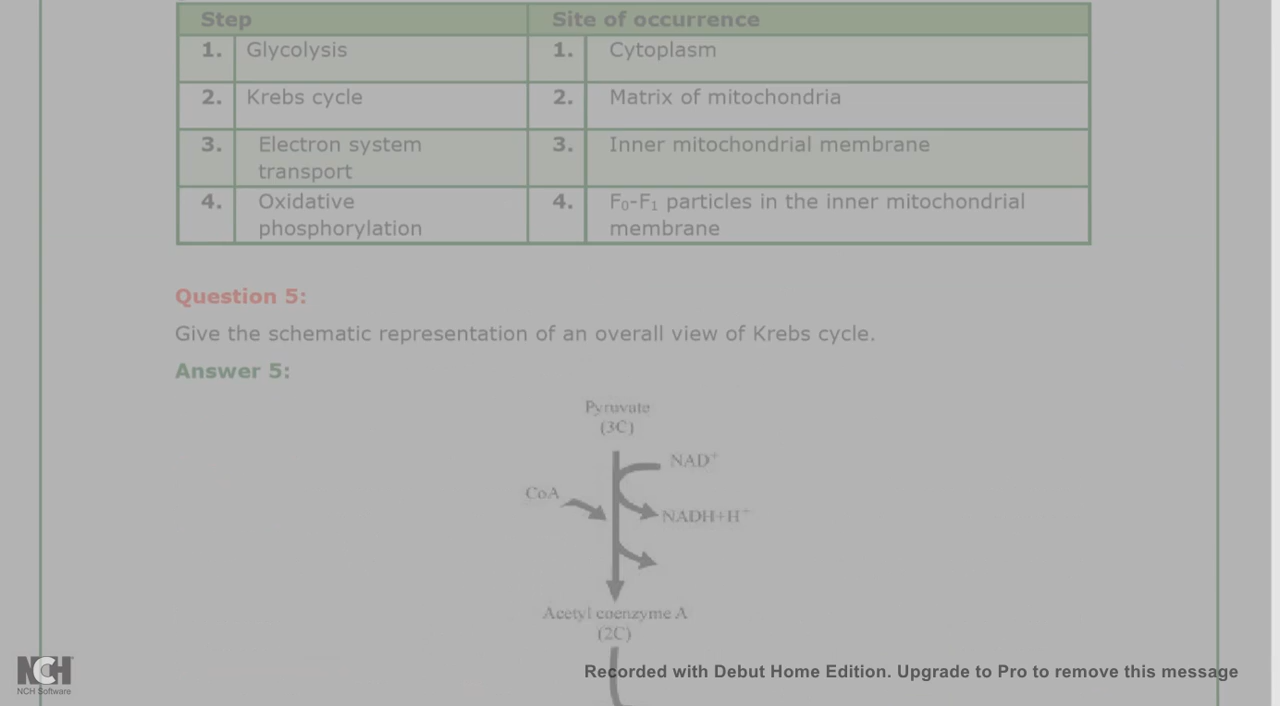 Step Site of occurrence
1. Glycolysis 1. Cytoplasm
2. Krebs cycle 2. Matrix of mitochondria
3. Electron system transport 3. Inner mitochondrial membrane
4. Oxidative phosphorylation 4. F₀-F₁ particles in the inner mitochondrial membrane
Question 5:
Give the schematic representation of an overall view of Krebs cycle.
Answer 5:
Pyruvate
(3C)
NAD⁺
CoA
NADH+H⁺
Acetyl coenzyme A
(2C)
NCH
NCH Software
Recorded with Debut Home Edition. Upgrade to Pro to remove this message